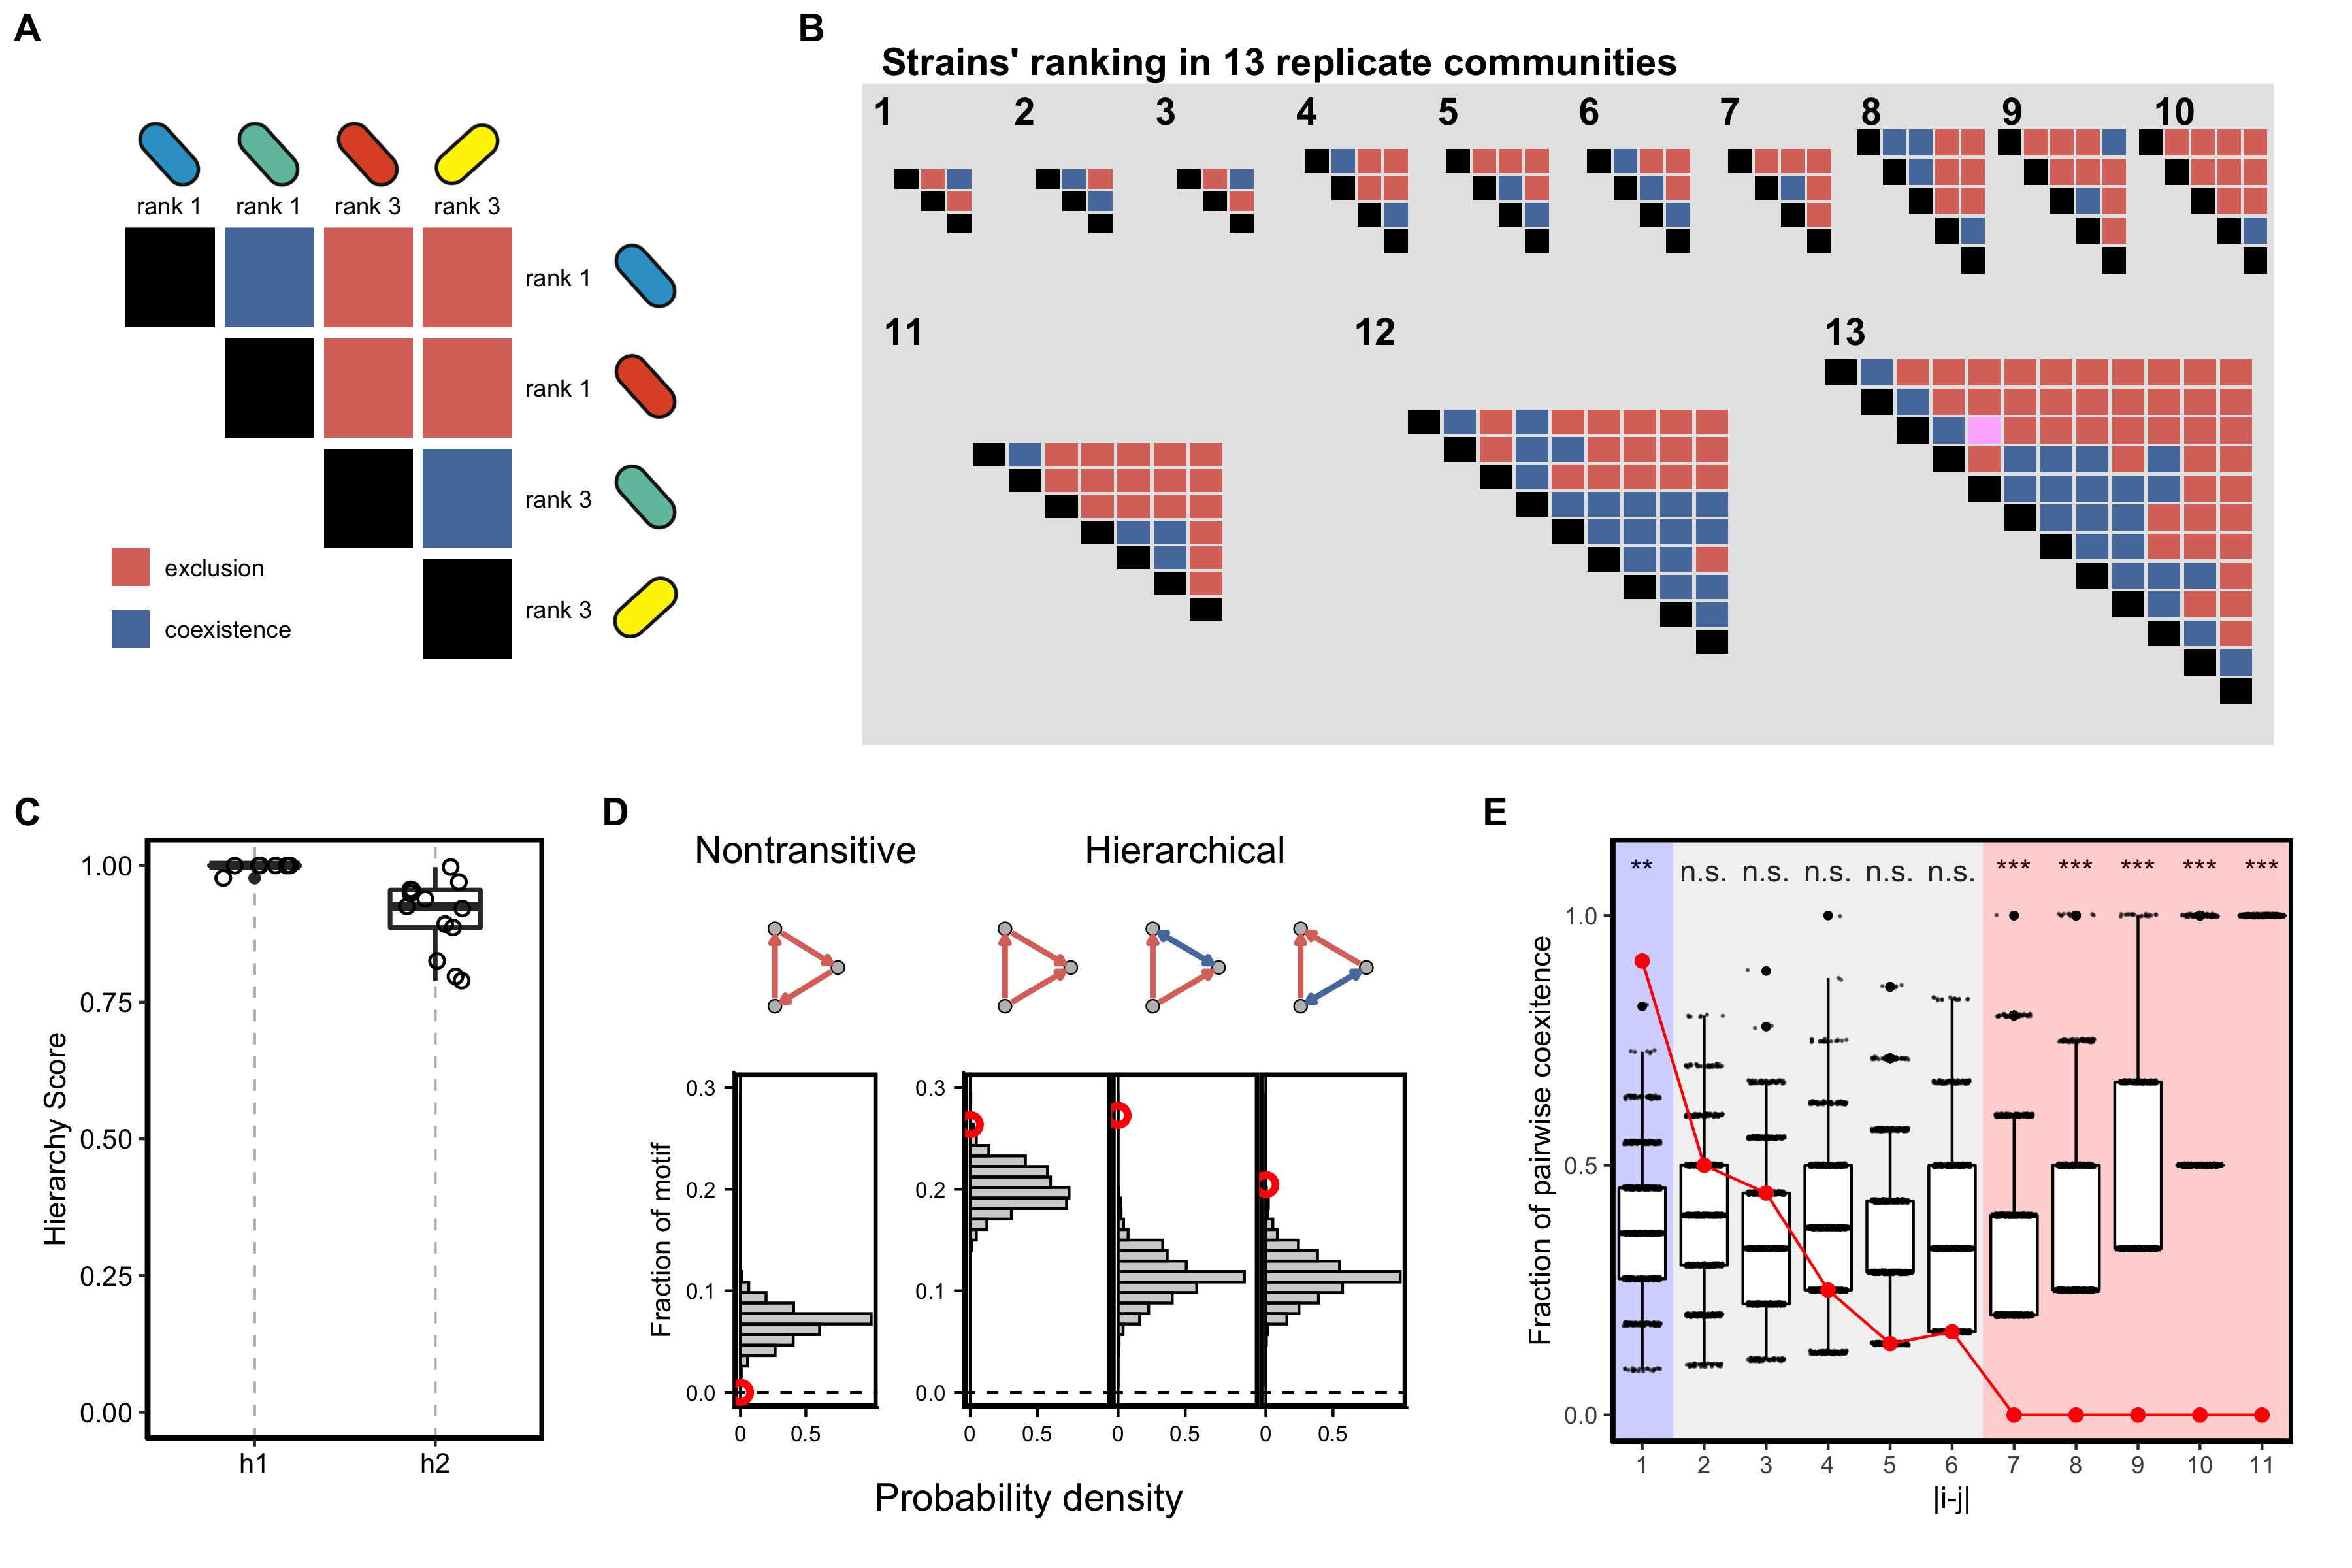 A
rank 1 rank 1 rank 3 rank 3
rank 1
rank 1
rank 3
rank 3
exclusion
coexistence
B
Strains' ranking in 13 replicate communities
1 2 3 4 5 6 7 8 9 10
11 12 13
C
Hierarchy Score
1.00
0.75
0.50
0.25
0.00
h1 h2
D
Nontransitive Hierarchical
Fraction of motif
0.3 0.3
0.2 0.2
0.1 0.1
0.0 0.0
0 0.5 0 0.5 0 0.5 0 0.5
Probability density
E
** n.s. n.s. n.s. n.s. n.s. *** *** *** *** ***
Fraction of pairwise coexitence
1.0
0.5
0.0
1 2 3 4 5 6 7 8 9 10 11
|i-j|